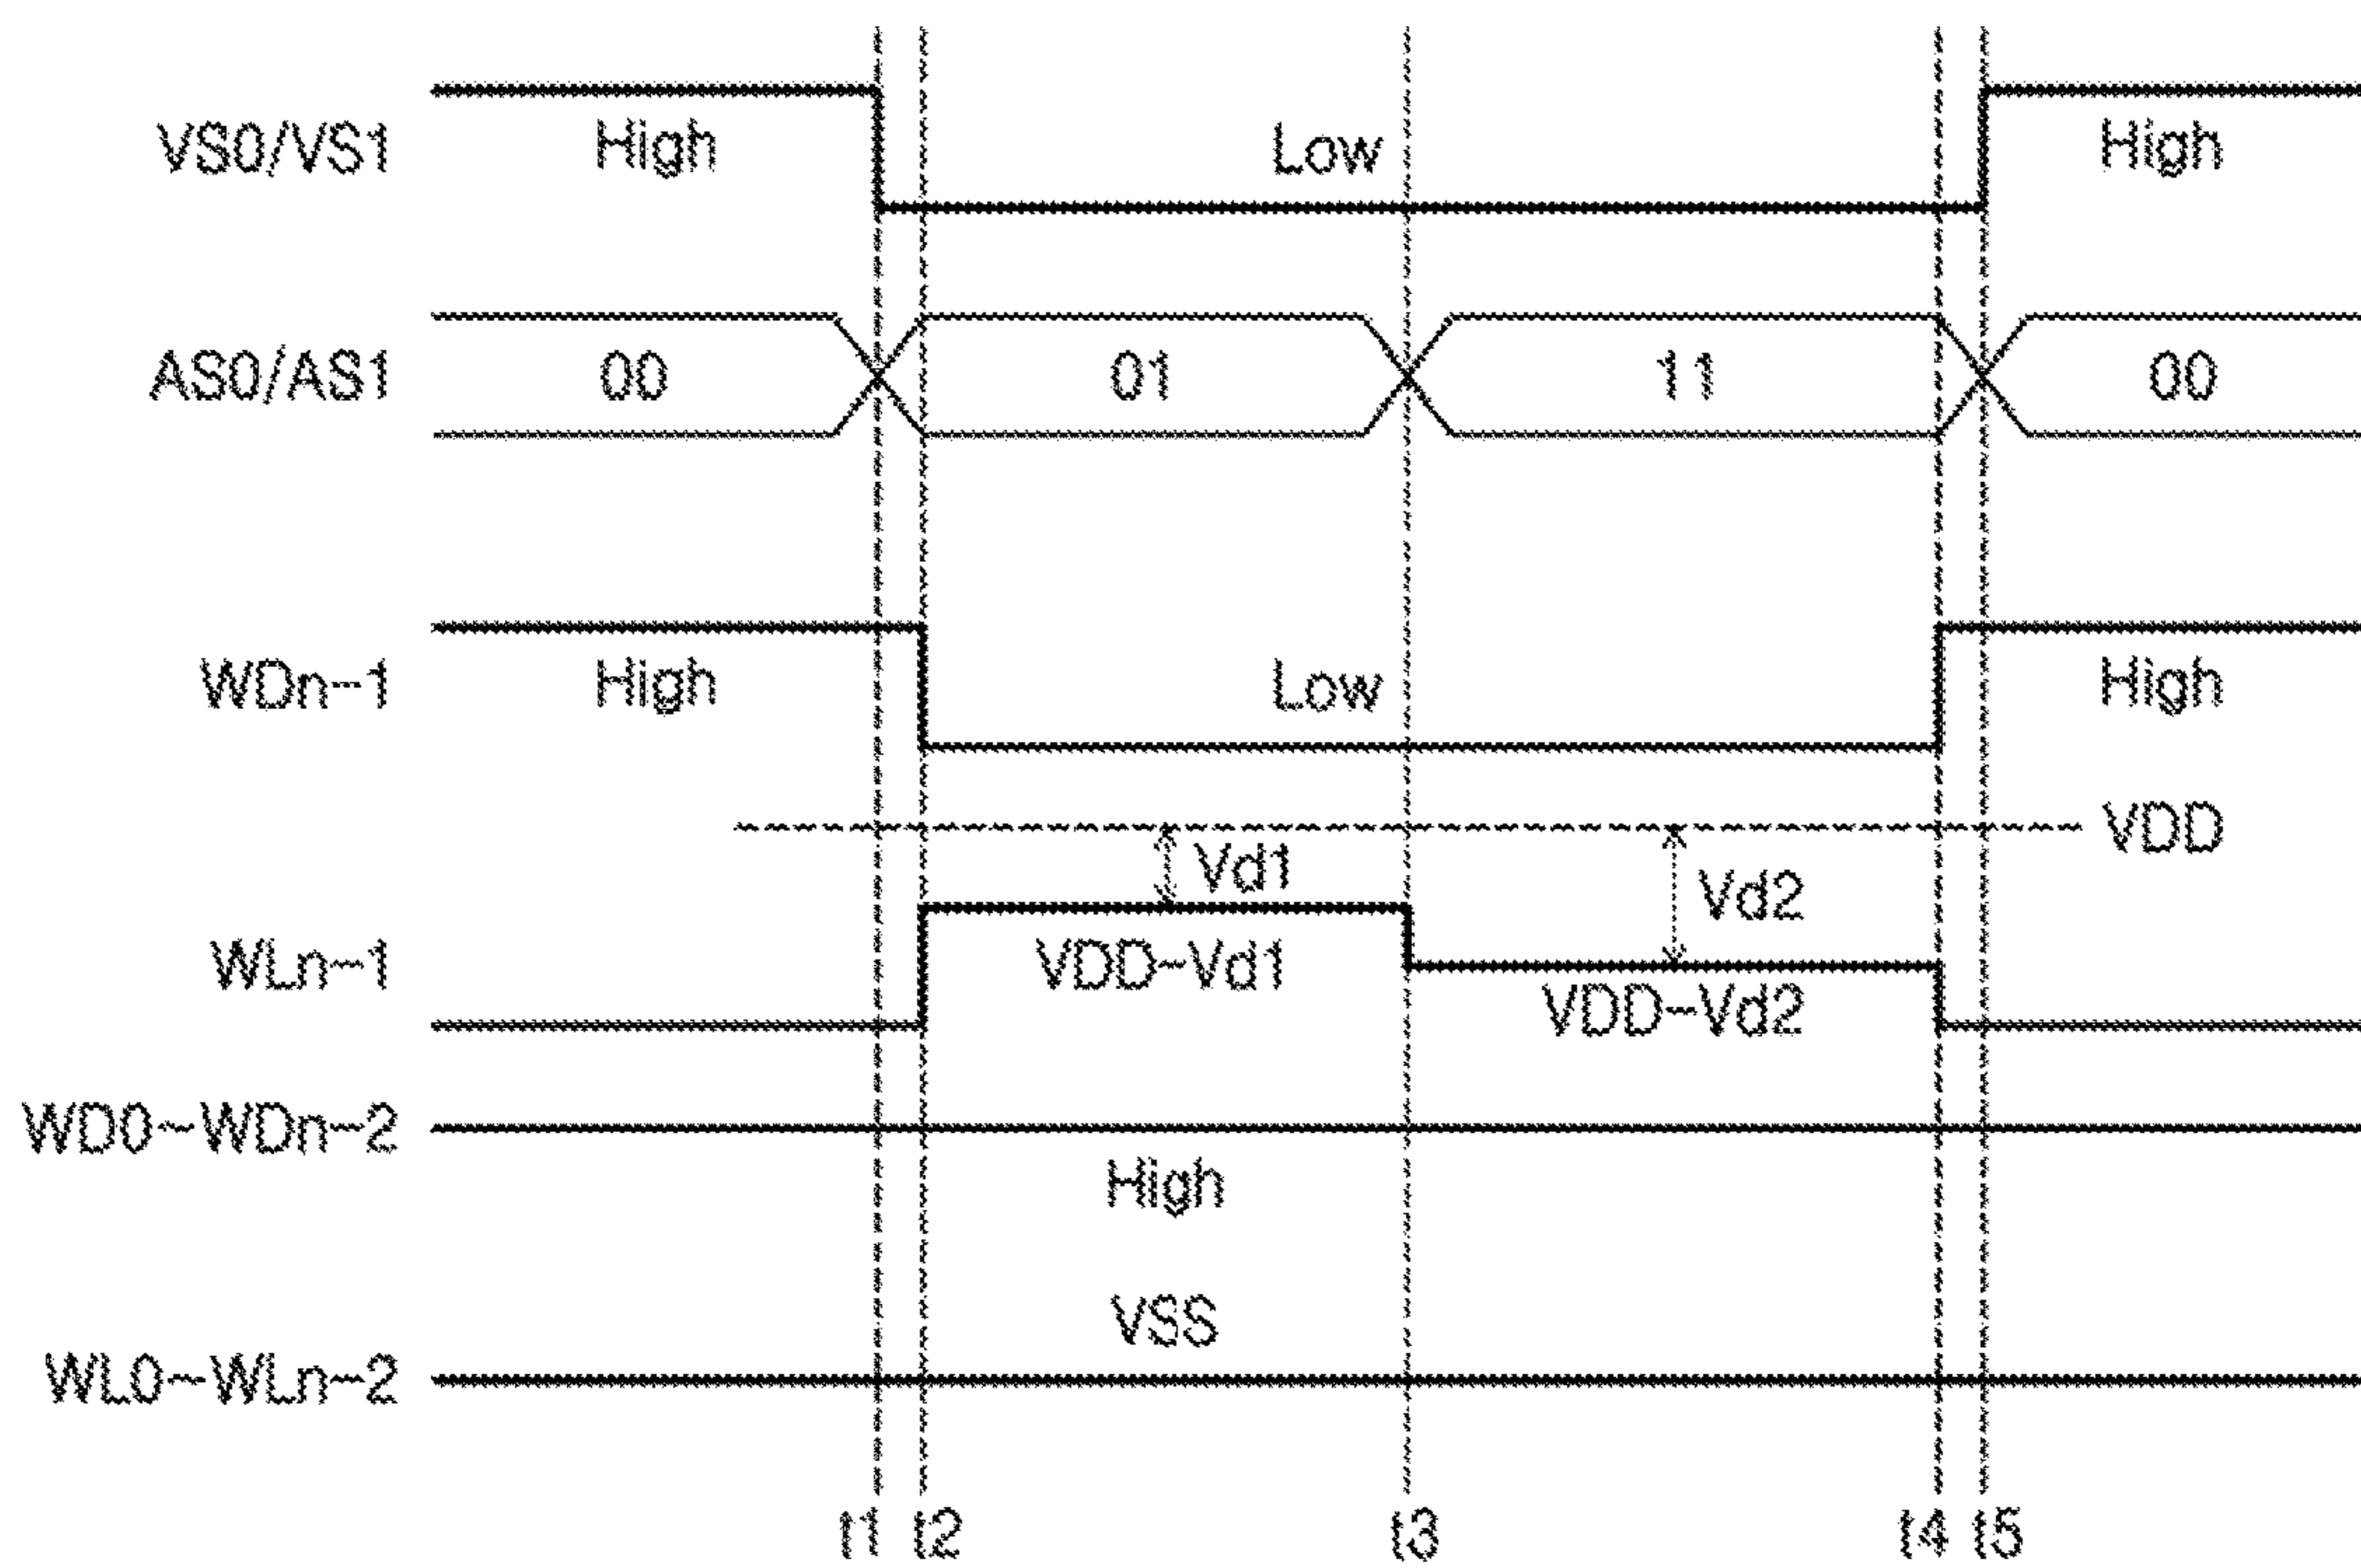 VS0/VS1 High Low High
AS0/AS1 00 01 11 00
WDn-1 High Low High
VDD
Vd1 Vd2
WLn-1 VDD-Vd1
VDD-Vd2
WD0~WDn-2
High
VSS
WL0~WLn-2
t1 t2 t3 t4 t5